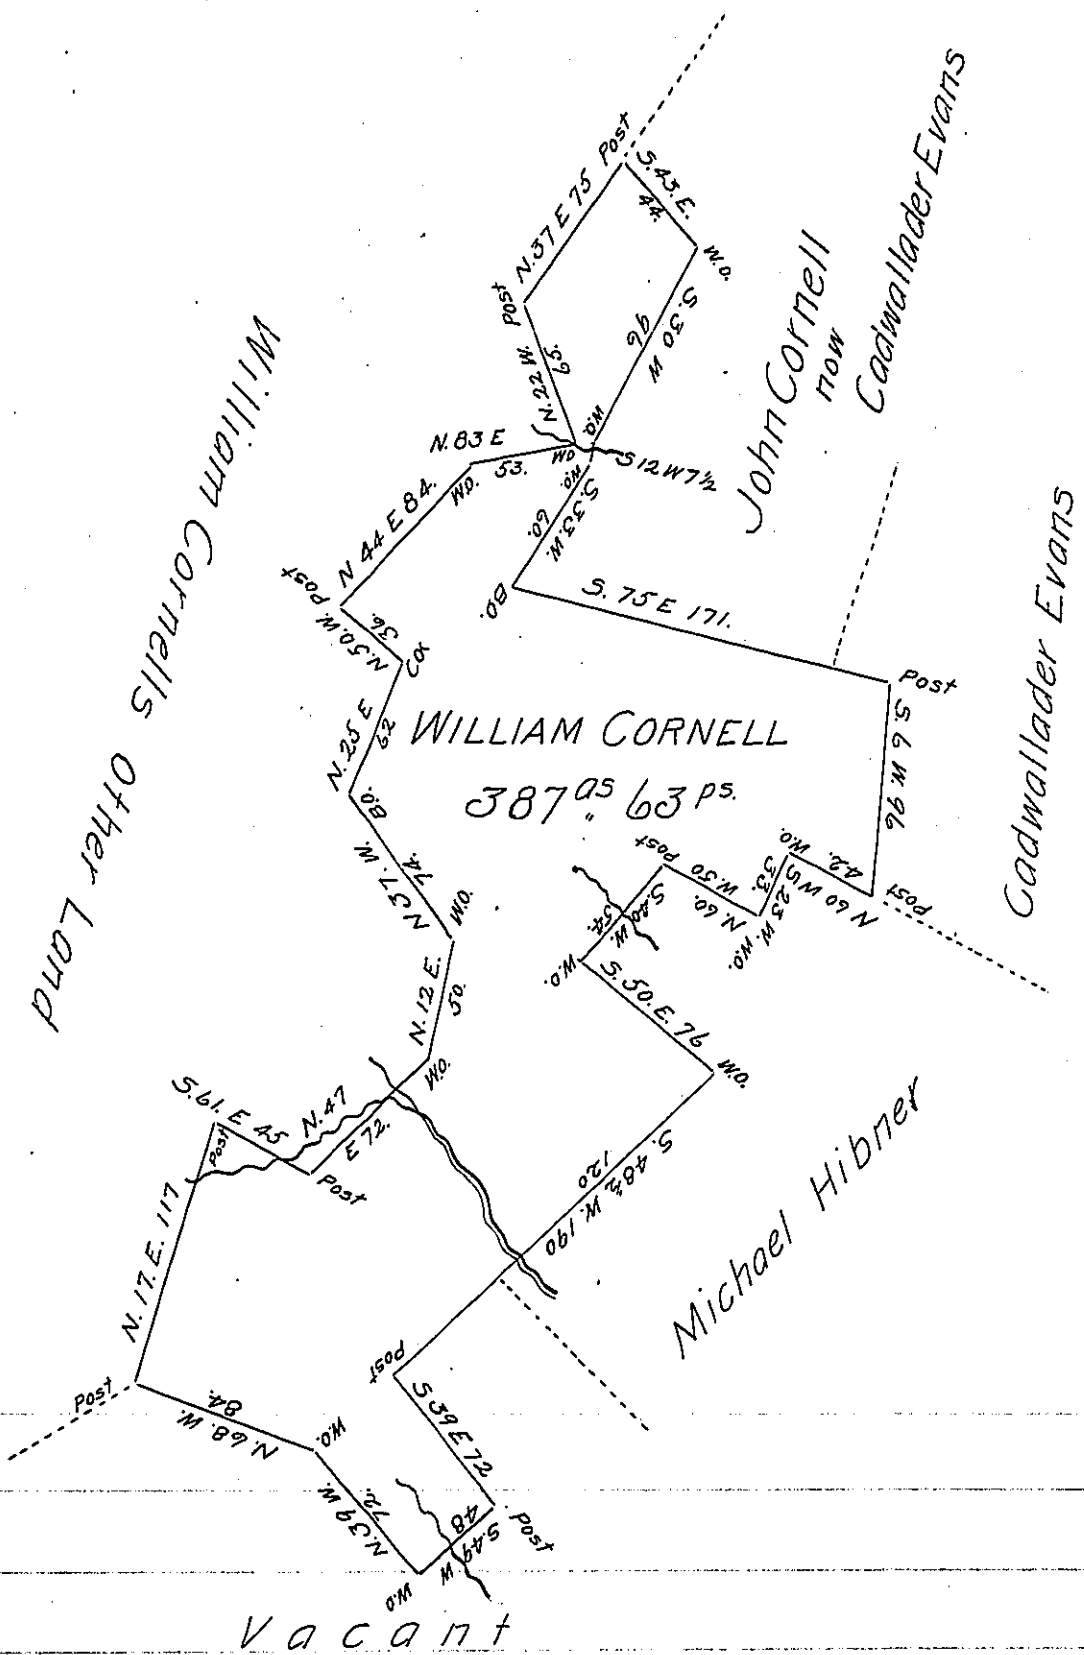 Post
S.43.E.
44.
W.O.
N.37 E 75
Post
S.30 W
96
W.O.
N.22 W.
65.
John Cornell
now
Cadwallader Evans
William Cornells Other Land
N.83 E
53.
W.O.
W.O.
S 12 W 7½
W.O.
S.33.W.
60.
B.O.
N 44 E 84.
Post
N.50.W.
36.
S. 75 E 171.
Post
Cadwallader Evans
N.25 E
62
B.O.
WILLIAM CORNELL
387 as 63 ps.
S. 6 W. 96
Post
N 60 W
42.
W.O.
S 23 W.
33.
W.O.
N. 60.
W. 50
Post
S.40 W.
54.
W.O.
S. 50. E. 76
W.O.
N 37. W.
74.
W.O.
N. 12 E.
50.
W.O.
N. 47
E 72.
Post
S.61. E 45
Post
N. 17. E. 117
S. 48½ W. 190
120
Michael Hibner
Post
Post
N. 68. W.
84.
W.O.
S 39 E 72
Post
N. 39 W.
72.
S.49 W
48
W.O
Vacant